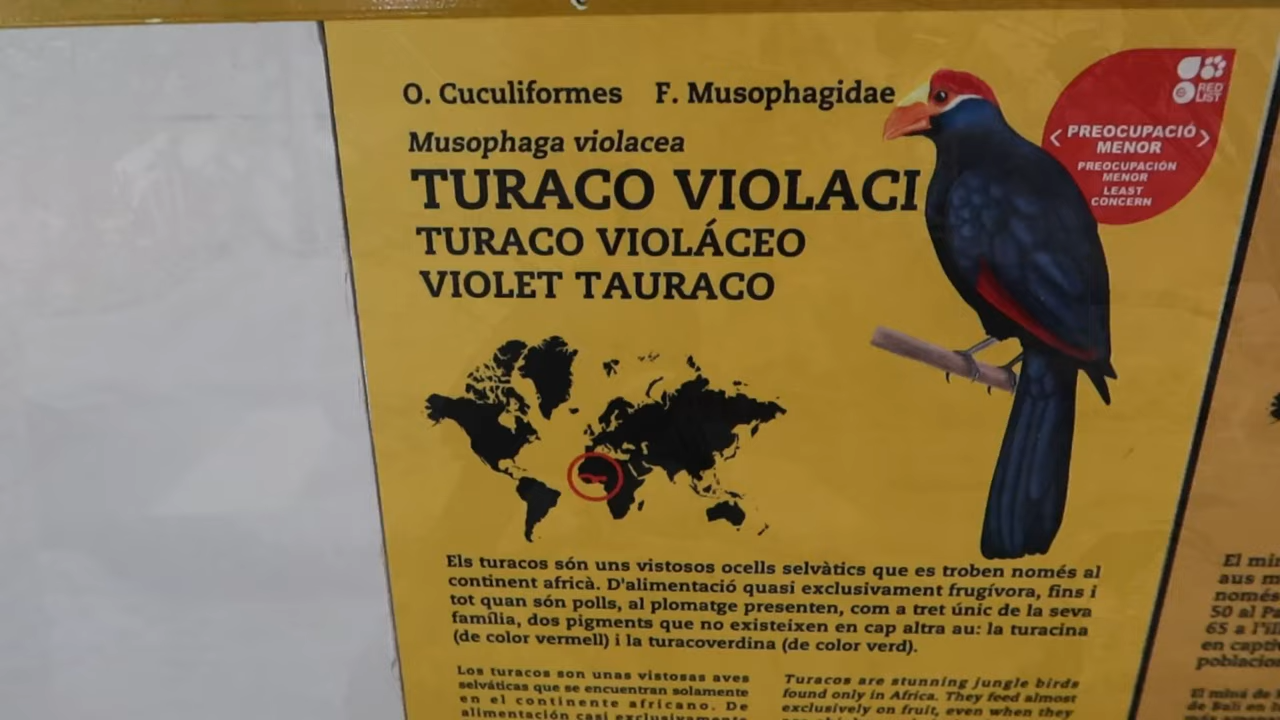 O. Cuculiformes F. Musophagidae
Musophaga violacea
TURACO VIOLACI
TURACO VIOLÁCEO
VIOLET TAURACO
RED
LIST
PREOCUPACIÓ
MENOR
PREOCUPACIÓN
MENOR
LEAST
CONCERN
Els turacos són uns vistosos ocells selvàtics que es troben només al
continent africà. D'alimentació quasi exclusivament frugívora, fins i
tot quan són polls, al plomatge presenten, com a tret únic de la seva
família, dos pigments que no existeixen en cap altra au: la turacina
(de color vermell) i la turacoverdina (de color verd).
Los turacos son unas vistosas aves
selváticas que se encuentran solamente
en el continente africano. De
alimentación casi exclusivamente
Turacos are stunning jungle birds
found only in Africa. They feed almost
exclusively on fruit, even when they
El
aus
només
50 al
65 a
en
El miná de
de Bali en